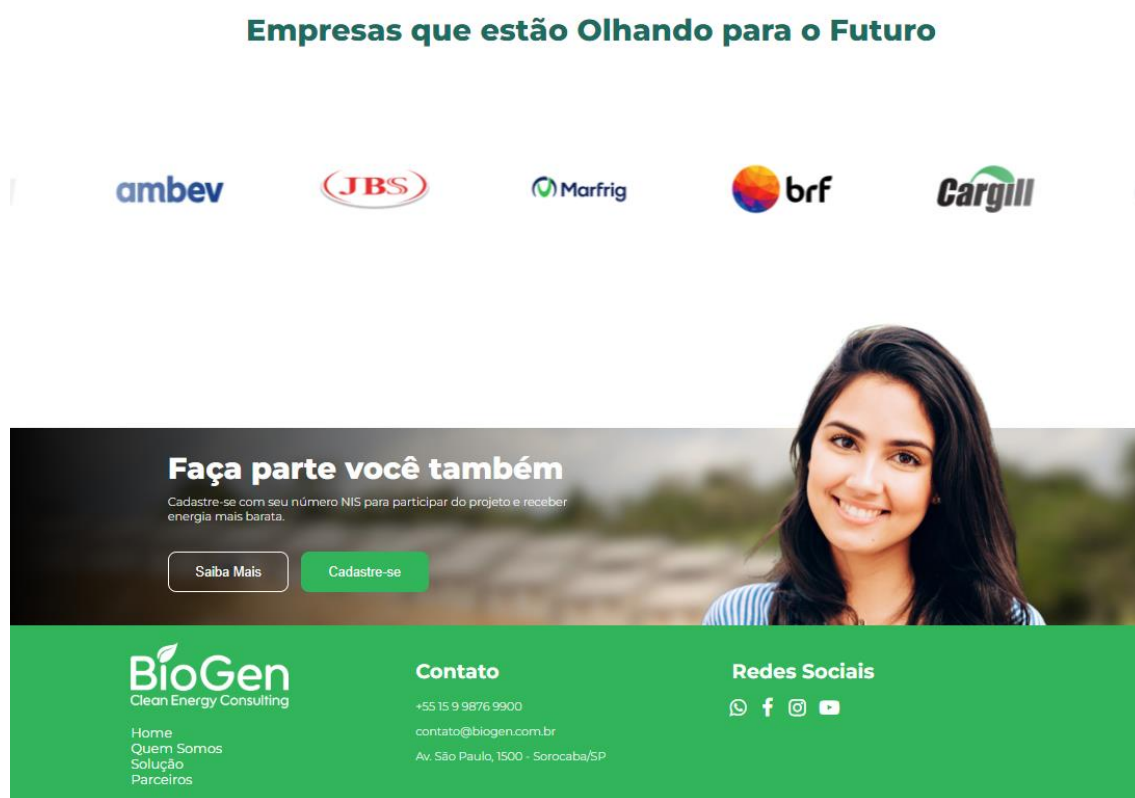 Empresas que estão Olhando para o Futuro
ambev
JBS
Marfrig
brf
Cargill
Faça parte você também
Cadastre-se com seu número NIS para participar do projeto e receber
energia mais barata.
Saiba Mais
Cadastre-se
BioGen
Clean Energy Consulting
Home
Quem Somos
Solução
Parceiros
Contato
+55 15 9 9876 9900
contato@biogen.com.br
Av. São Paulo, 1500 - Sorocaba/SP
Redes Sociais